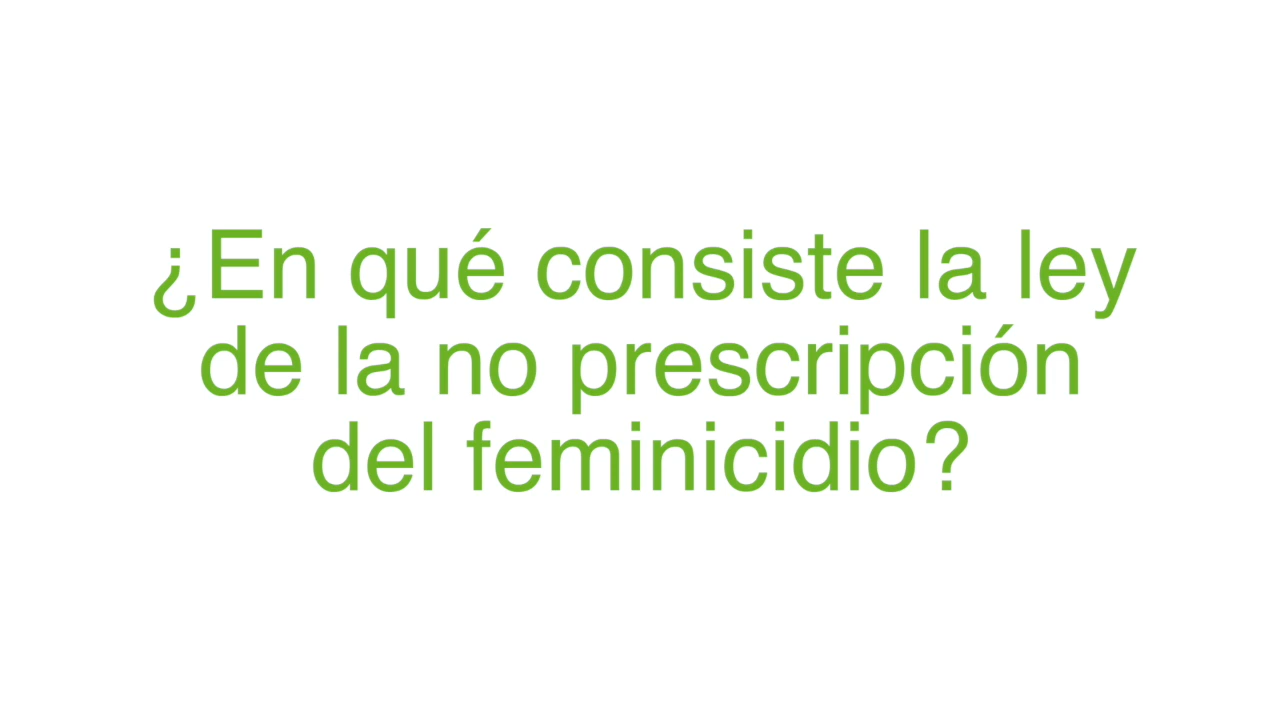 ¿En qué consiste la ley
de la no prescripción
del feminicidio?